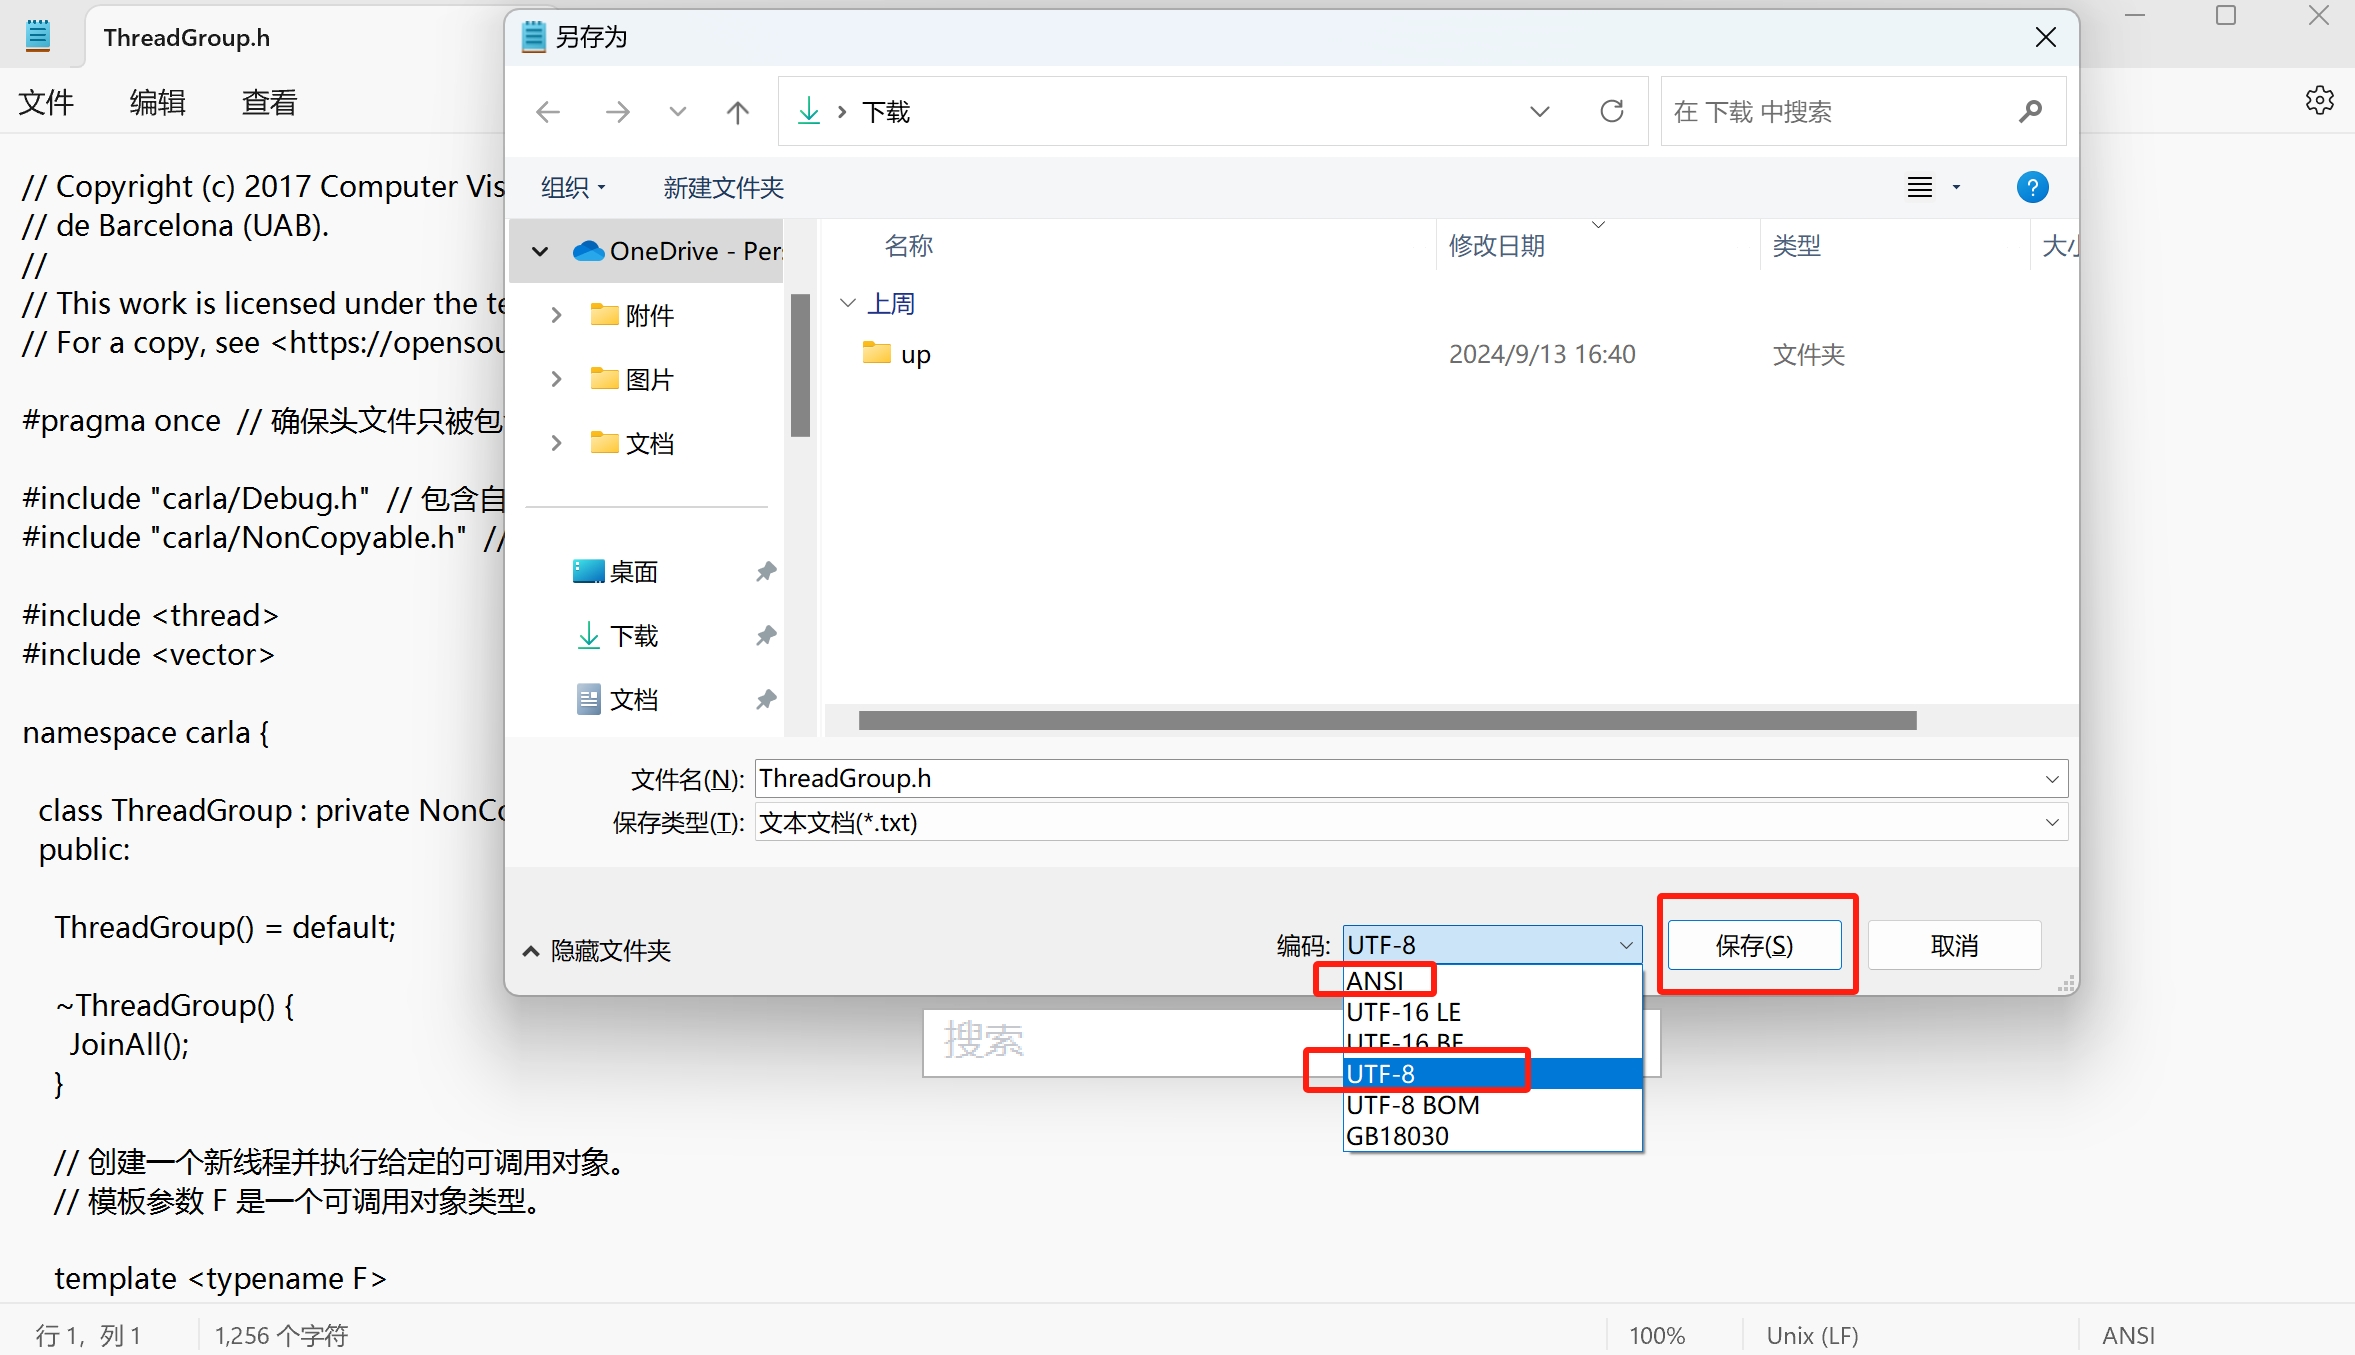 ThreadGroup.h
文件 编辑 查看
// Copyright (c) 2017 Computer Vis
// de Barcelona (UAB).
//
// This work is licensed under the te
// For a copy, see <https://opensou
#pragma once // 确保头文件只被包
#include "carla/Debug.h" // 包含自
#include "carla/NonCopyable.h" //
#include <thread>
#include <vector>
namespace carla {
class ThreadGroup : private NonCo
public:
ThreadGroup() = default;
~ThreadGroup() {
JoinAll();
}
// 创建一个新线程并执行给定的可调用对象。
// 模板参数 F 是一个可调用对象类型。
template <typename F>
行 1，列 1 1,256 个字符 100% Unix (LF) ANSI
另存为
下载
在 下载 中搜索
组织 新建文件夹
OneDrive - Per
附件
图片
文档
桌面
下载
文档
名称 修改日期 类型 大小
上周
up 2024/9/13 16:40 文件夹
文件名(N): ThreadGroup.h
保存类型(T): 文本文档(*.txt)
隐藏文件夹
编码: UTF-8
保存(S) 取消
ANSI
UTF-16 LE
UTF-16 BE
UTF-8
UTF-8 BOM
GB18030
搜索